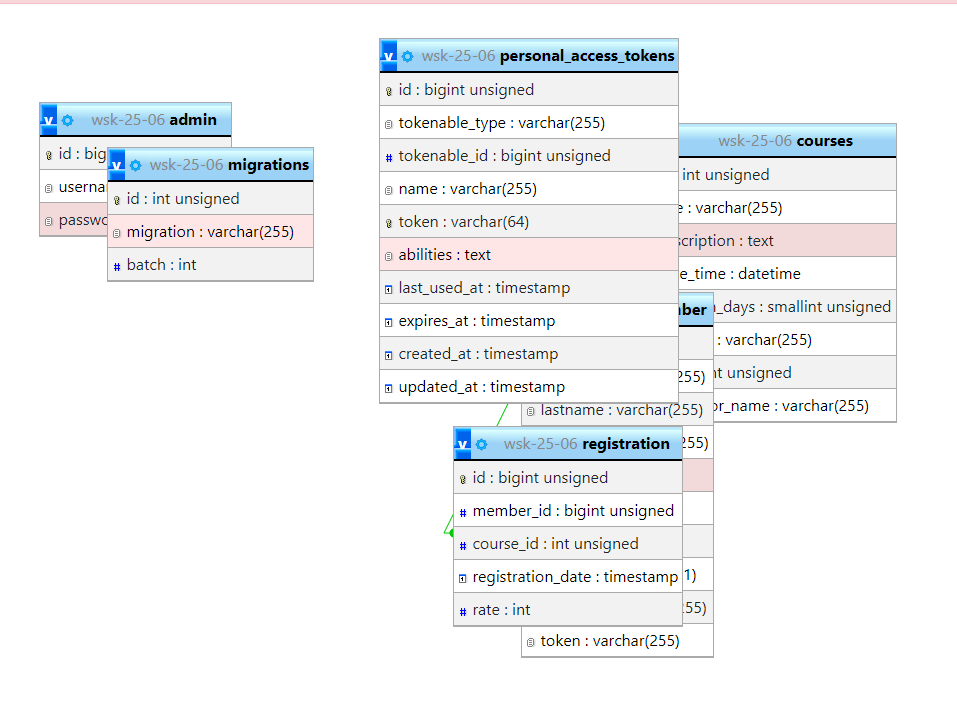 wsk-25-06 admin
id : big
userna
passwo
wsk-25-06 migrations
id : int unsigned
migration : varchar(255)
batch : int
wsk-25-06 personal_access_tokens
id : bigint unsigned
tokenable_type : varchar(255)
tokenable_id : bigint unsigned
name : varchar(255)
token : varchar(64)
abilities : text
last_used_at : timestamp
expires_at : timestamp
created_at : timestamp
updated_at : timestamp
wsk-25-06 courses
int unsigned
e : varchar(255)
scription : text
e_time : datetime
_days : smallint unsigned
: varchar(255)
nt unsigned
or_name : varchar(255)
ber
255)
lastname : varchar(255)
255)
1)
255)
token : varchar(255)
wsk-25-06 registration
id : bigint unsigned
member_id : bigint unsigned
course_id : int unsigned
registration_date : timestamp
rate : int